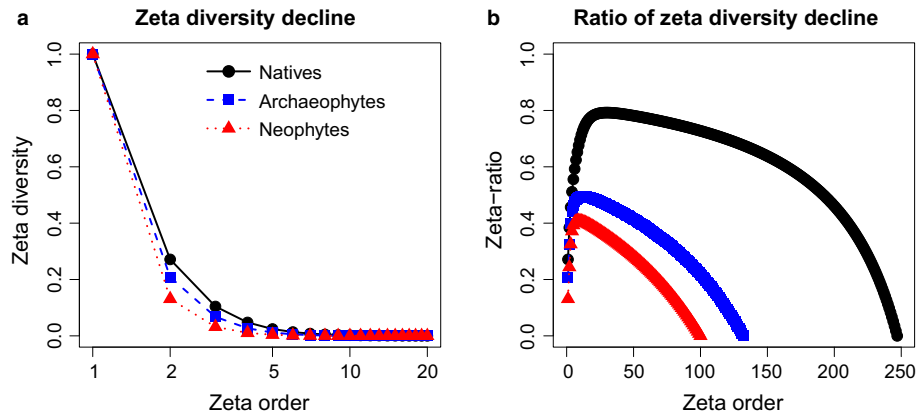 a
Zeta diversity decline
Zeta diversity
0.0
0.2
0.4
0.6
0.8
1.0
Natives
Archaeophytes
Neophytes
1
2
5
10
20
Zeta order
b
Ratio of zeta diversity decline
Zeta−ratio
0.0
0.2
0.4
0.6
0.8
1.0
0
50
100
150
200
250
Zeta order